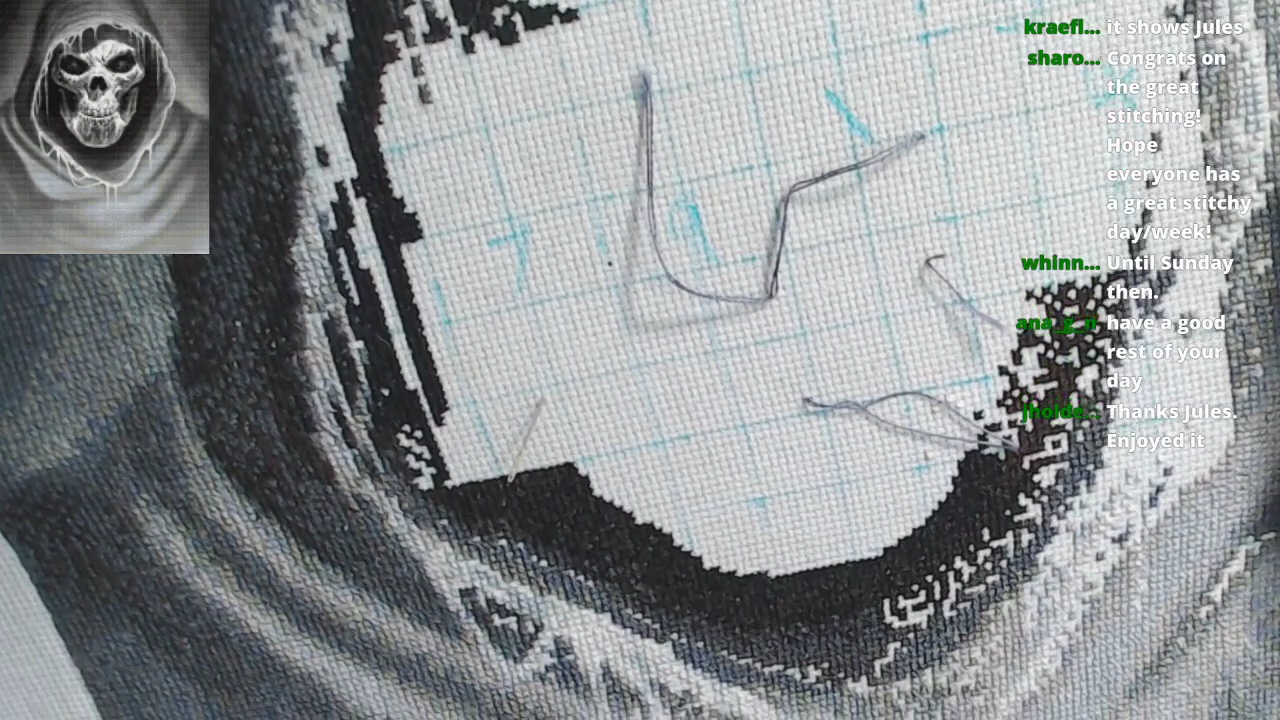 kraefl... it shows Jules
sharo... Congrats on
the great
stitching!
Hope
everyone has
a great stitchy
day/week!
whinn... Until Sunday
then.
ana_g_n have a good
rest of your
day
jholde... Thanks Jules.
Enjoyed it